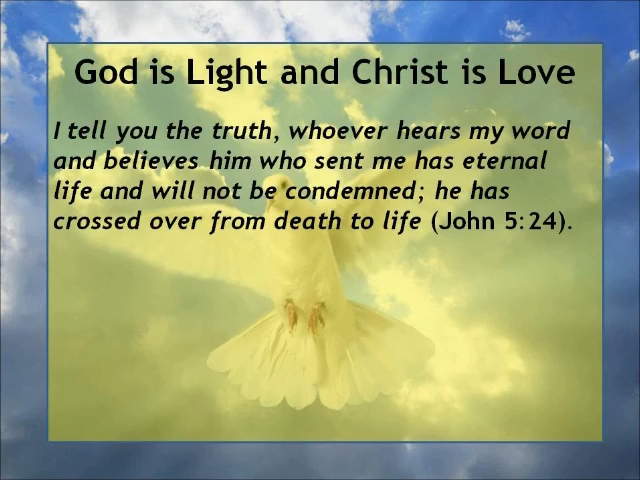 God is Light and Christ is Love
I tell you the truth, whoever hears my word
and believes him who sent me has eternal
life and will not be condemned; he has
crossed over from death to life (John 5:24).